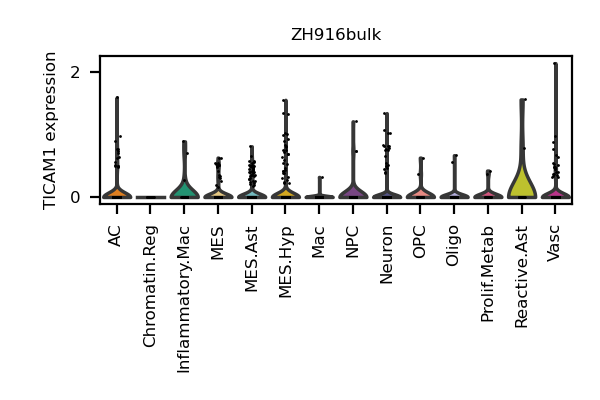 ZH916bulk
TICAM1 expression
2
0
AC
Chromatin.Reg
Inflammatory.Mac
MES
MES.Ast
MES.Hyp
Mac
NPC
Neuron
OPC
Oligo
Prolif.Metab
Reactive.Ast
Vasc